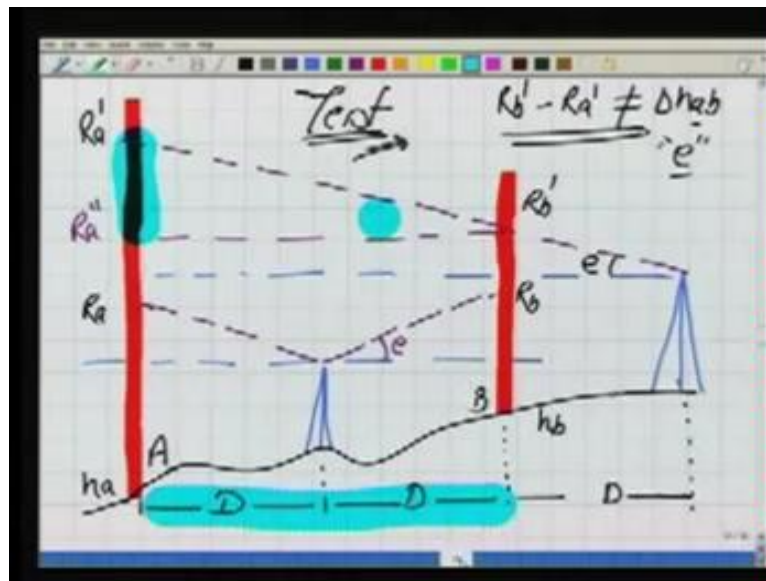 Ra'
Test
Rb' - Ra' ≠ Δhab
"e"
Rb'
Ra"
e
Ra
Rb
e
B
hb
A
ha
D
D
D